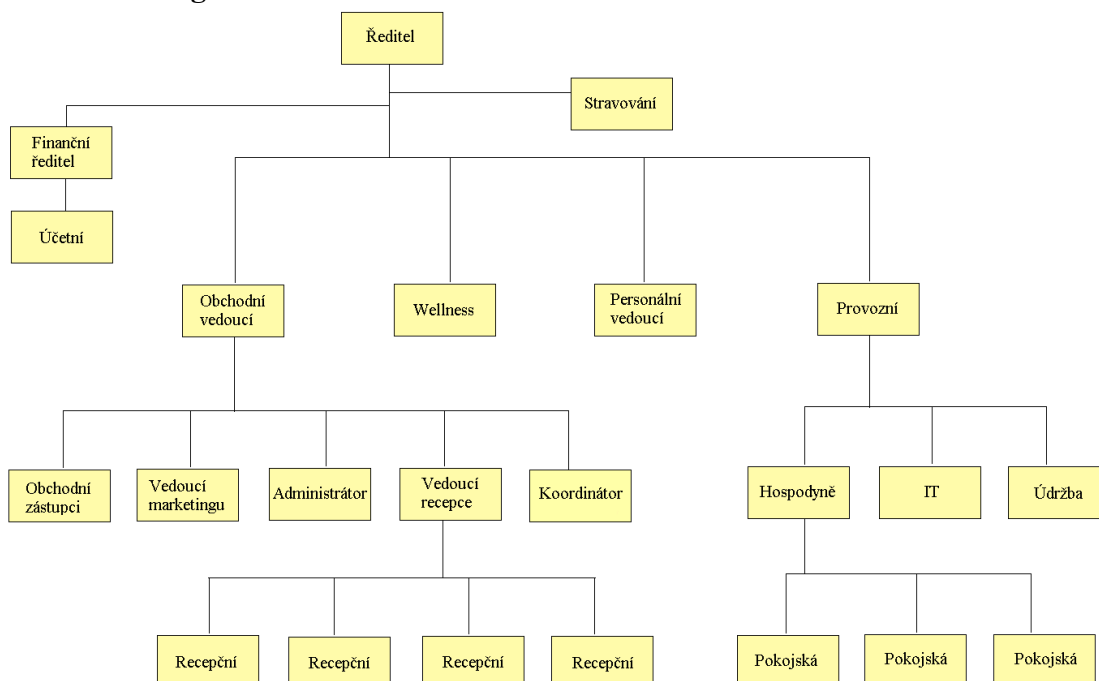 Ředitel
Stravování
Finanční
ředitel
Účetní
Obchodní
vedoucí
Wellness
Personální
vedoucí
Provozní
Obchodní
zástupci
Vedoucí
marketingu
Administrátor
Vedoucí
recepce
Koordinátor
Hospodyně
IT
Údržba
Recepční
Recepční
Recepční
Recepční
Pokojská
Pokojská
Pokojská